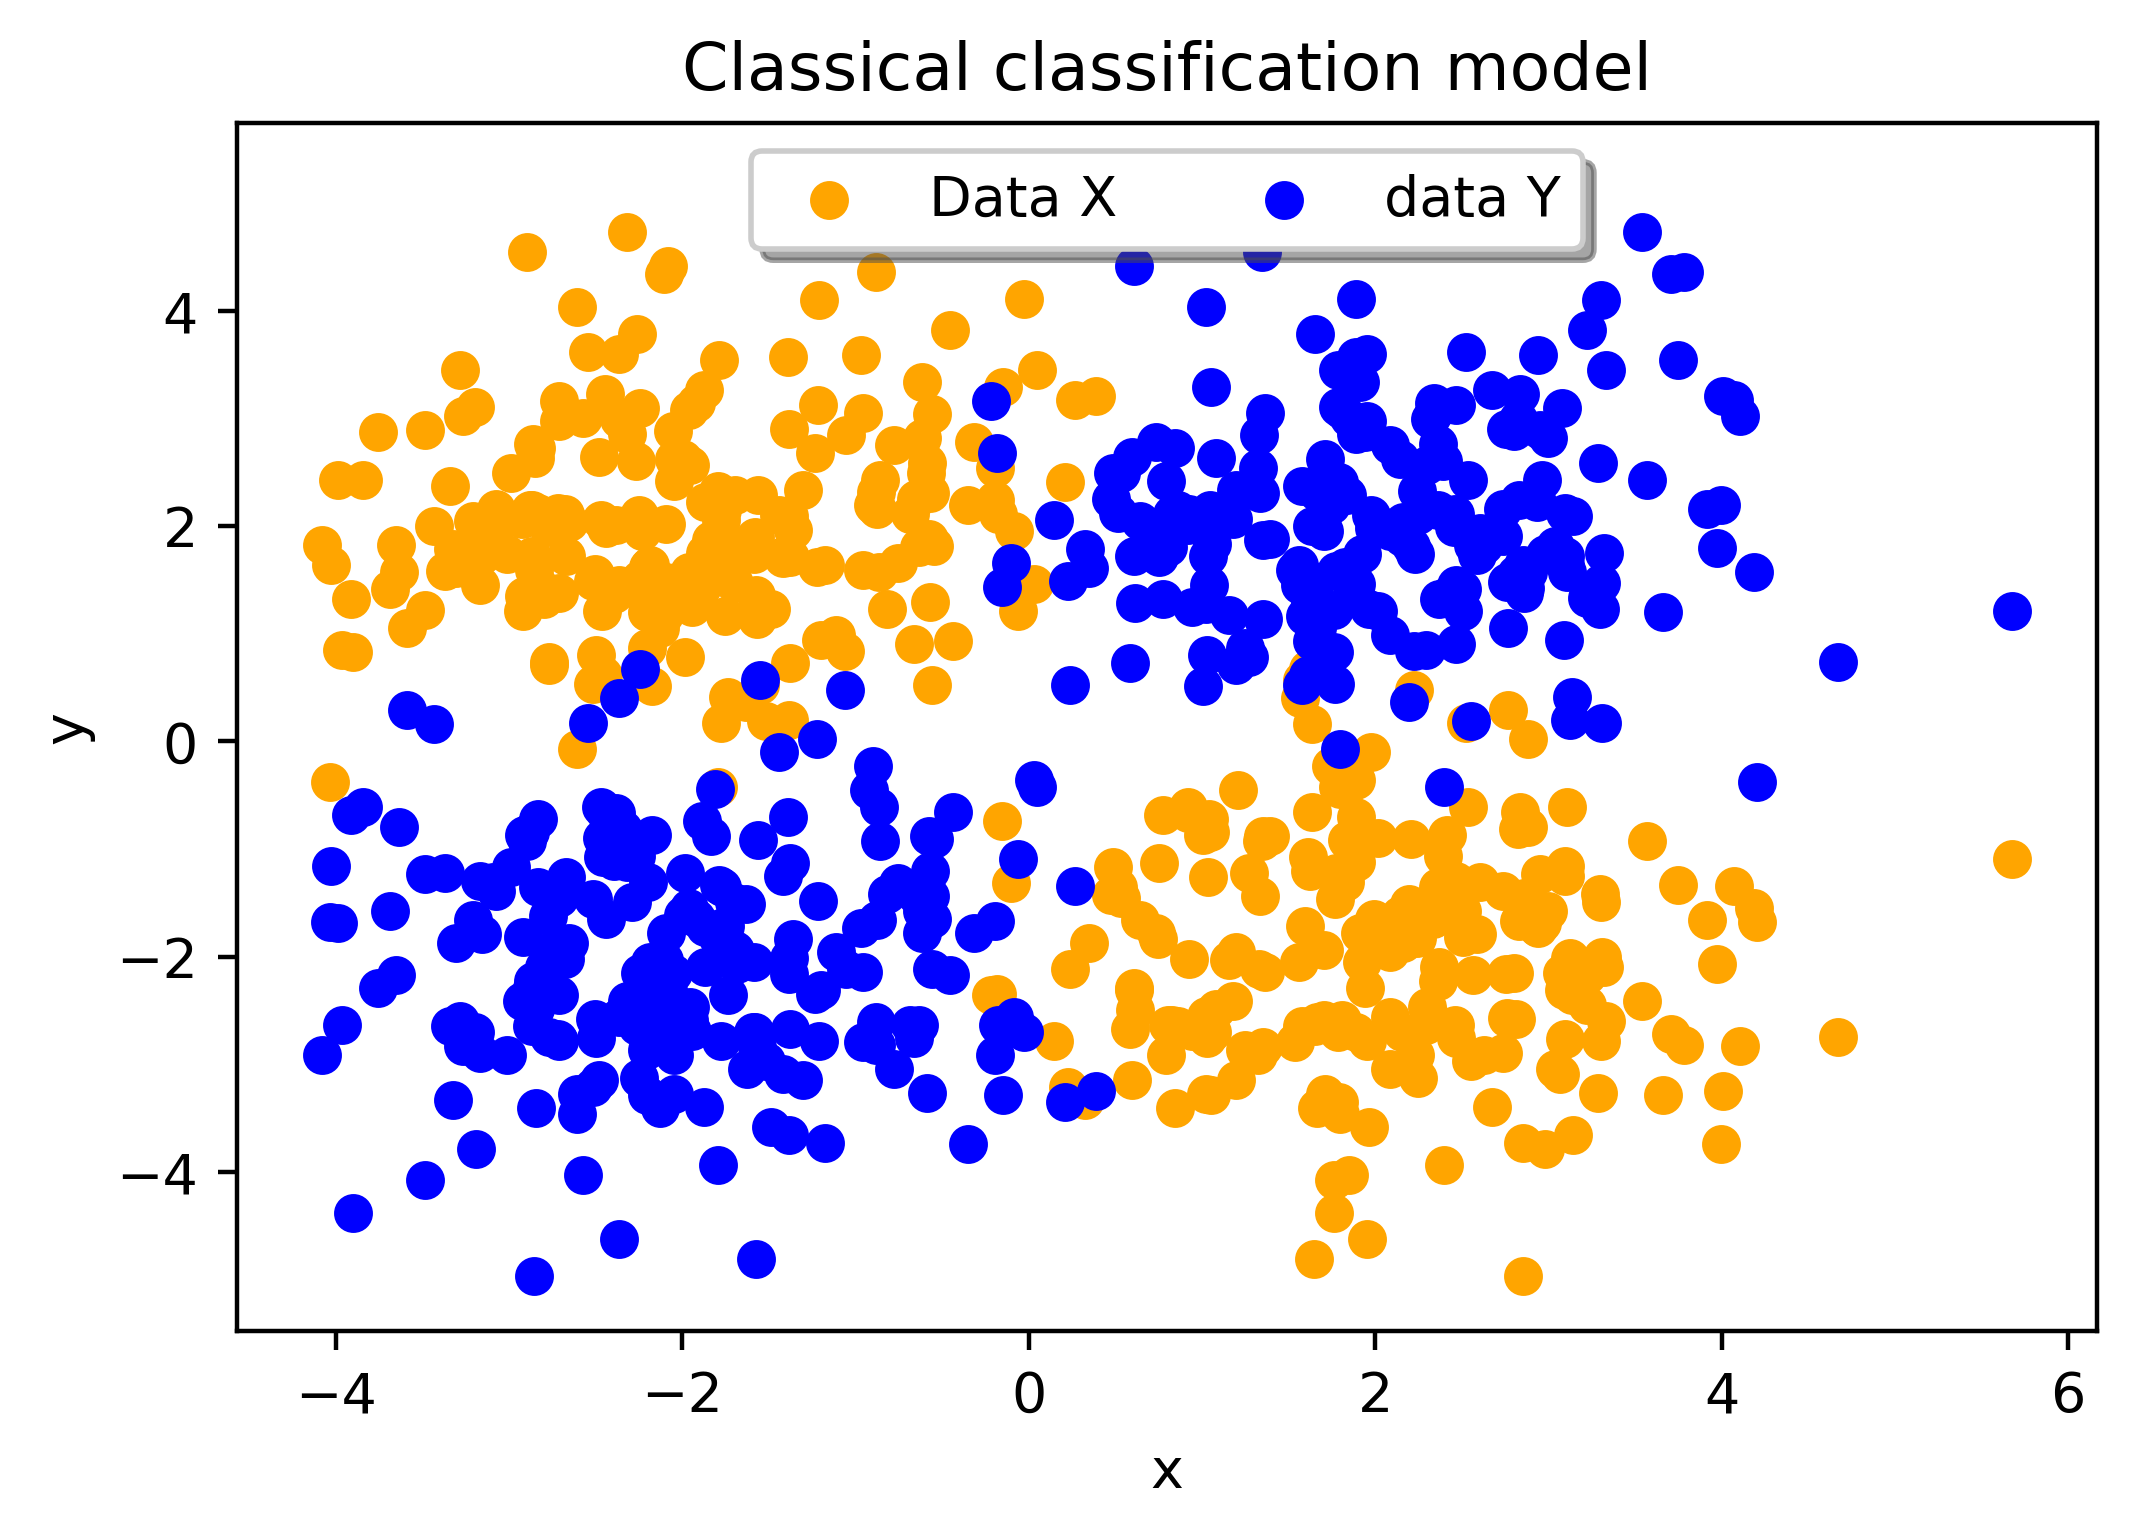 Classical classification model
Data X data Y
4
2
0
−2
−4
y
−4 −2 0 2 4 6
x